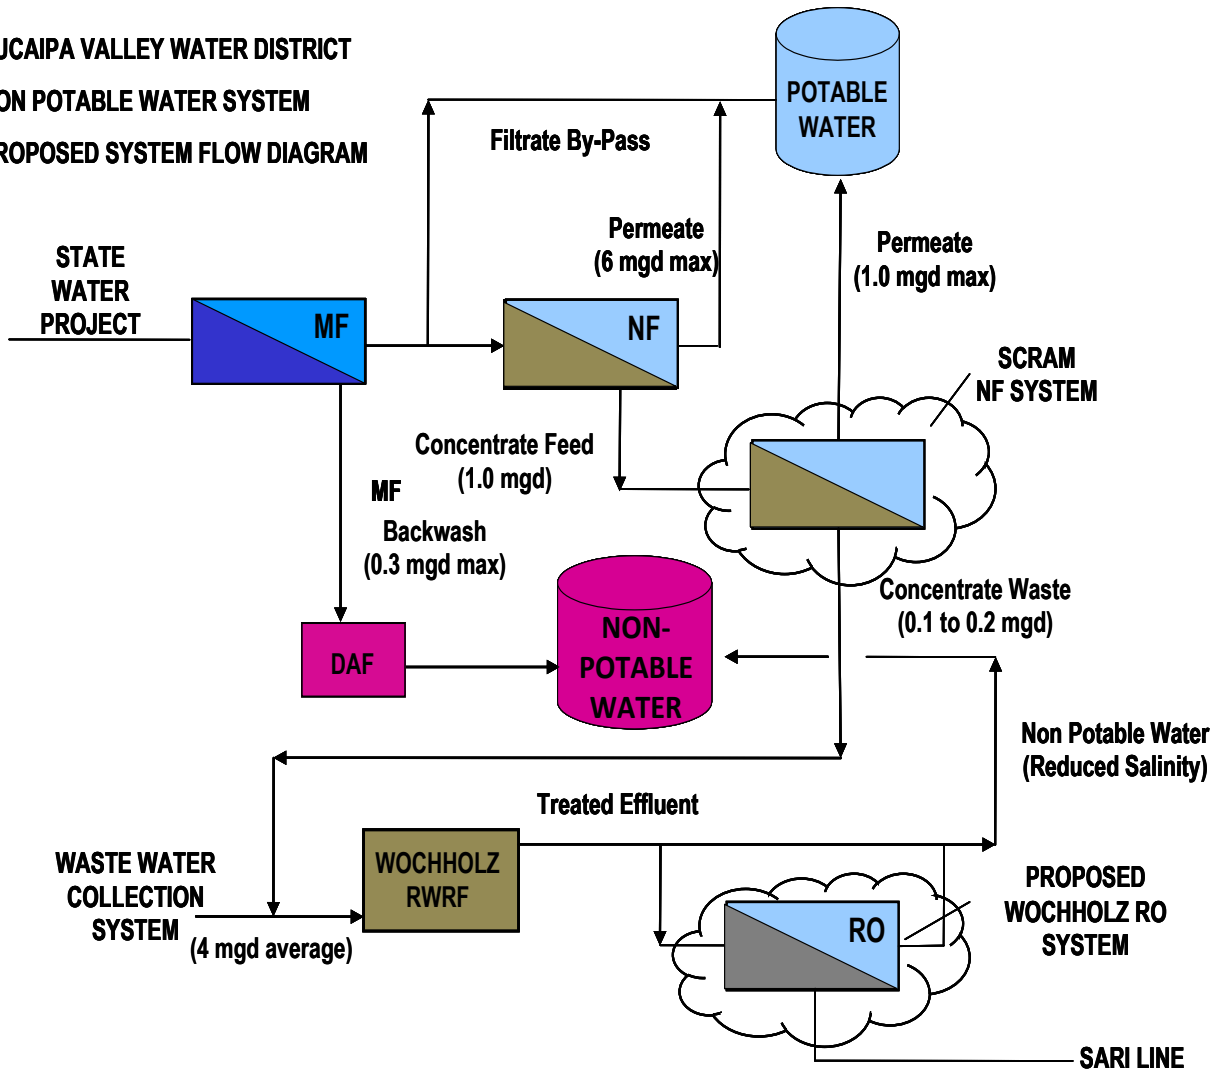 UCAIPA VALLEY WATER DISTRICT
ON POTABLE WATER SYSTEM
ROPOSED SYSTEM FLOW DIAGRAM
POTABLE
WATER
Filtrate By-Pass
Permeate
(6 mgd max)
Permeate
(1.0 mgd max)
STATE
WATER
PROJECT
MF
NF
SCRAM
NF SYSTEM
Concentrate Feed
(1.0 mgd)
MF
Backwash
(0.3 mgd max)
Concentrate Waste
(0.1 to 0.2 mgd)
DAF
NON-
POTABLE
WATER
Non Potable Water
(Reduced Salinity)
Treated Effluent
WASTE WATER
COLLECTION
SYSTEM
(4 mgd average)
WOCHHOLZ
RWRF
PROPOSED
WOCHHOLZ RO
SYSTEM
RO
SARI LINE